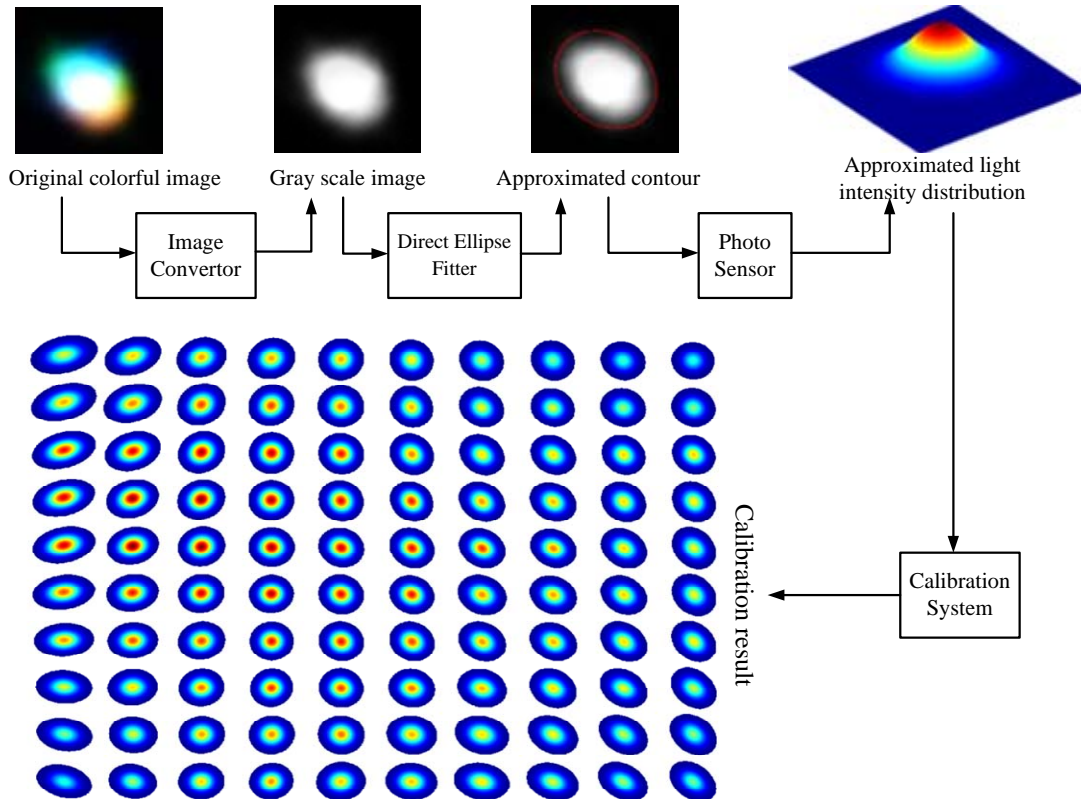 Original colorful image
Gray scale image
Approximated contour
Approximated light
intensity distribution
Image
Convertor
Direct Ellipse
Fitter
Photo
Sensor
Calibration
System
Calibration result